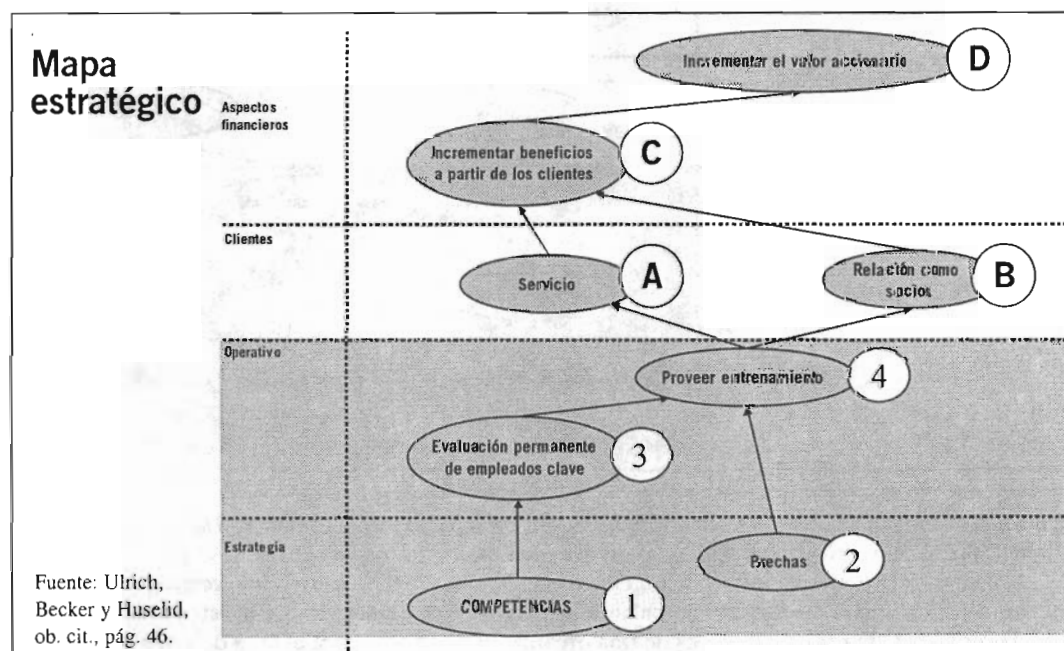 Mapa
estratégico
Aspectos
financieros
Incrementar el valor accionario
D
Incrementar beneficios
a partir de los clientes
C
Clientes
Servicio
A
Relación como
socios
B
Operativo
Proveer entrenamiento
4
Evaluación permanente
de empleados clave
3
Estrategia
Brechas
2
COMPETENCIAS
1
Fuente: Ulrich,
Becker y Huselid,
ob. cit., pág. 46.